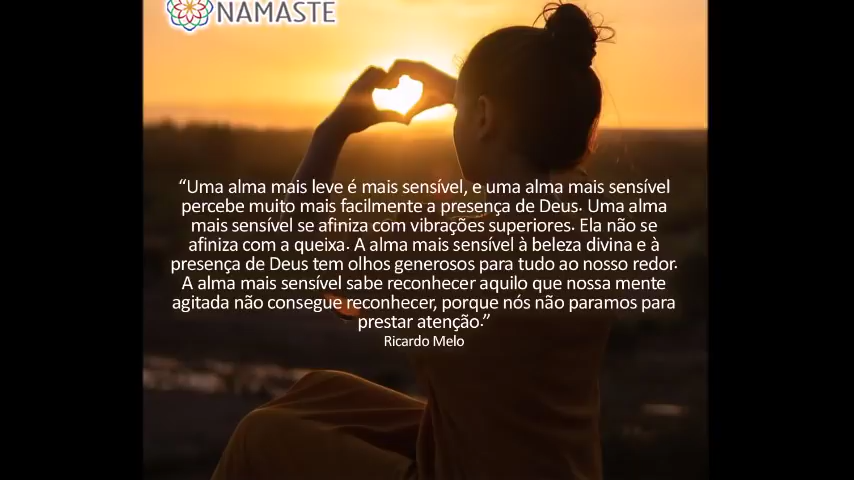 NAMASTE
“Uma alma mais leve é mais sensível, e uma alma mais sensível
percebe muito mais facilmente a presença de Deus. Uma alma
mais sensível se afiniza com vibrações superiores. Ela não se
afiniza com a queixa. A alma mais sensível à beleza divina e à
presença de Deus tem olhos generosos para tudo ao nosso redor.
A alma mais sensível sabe reconhecer aquilo que nossa mente
agitada não consegue reconhecer, porque nós não paramos para
prestar atenção.”
Ricardo Melo